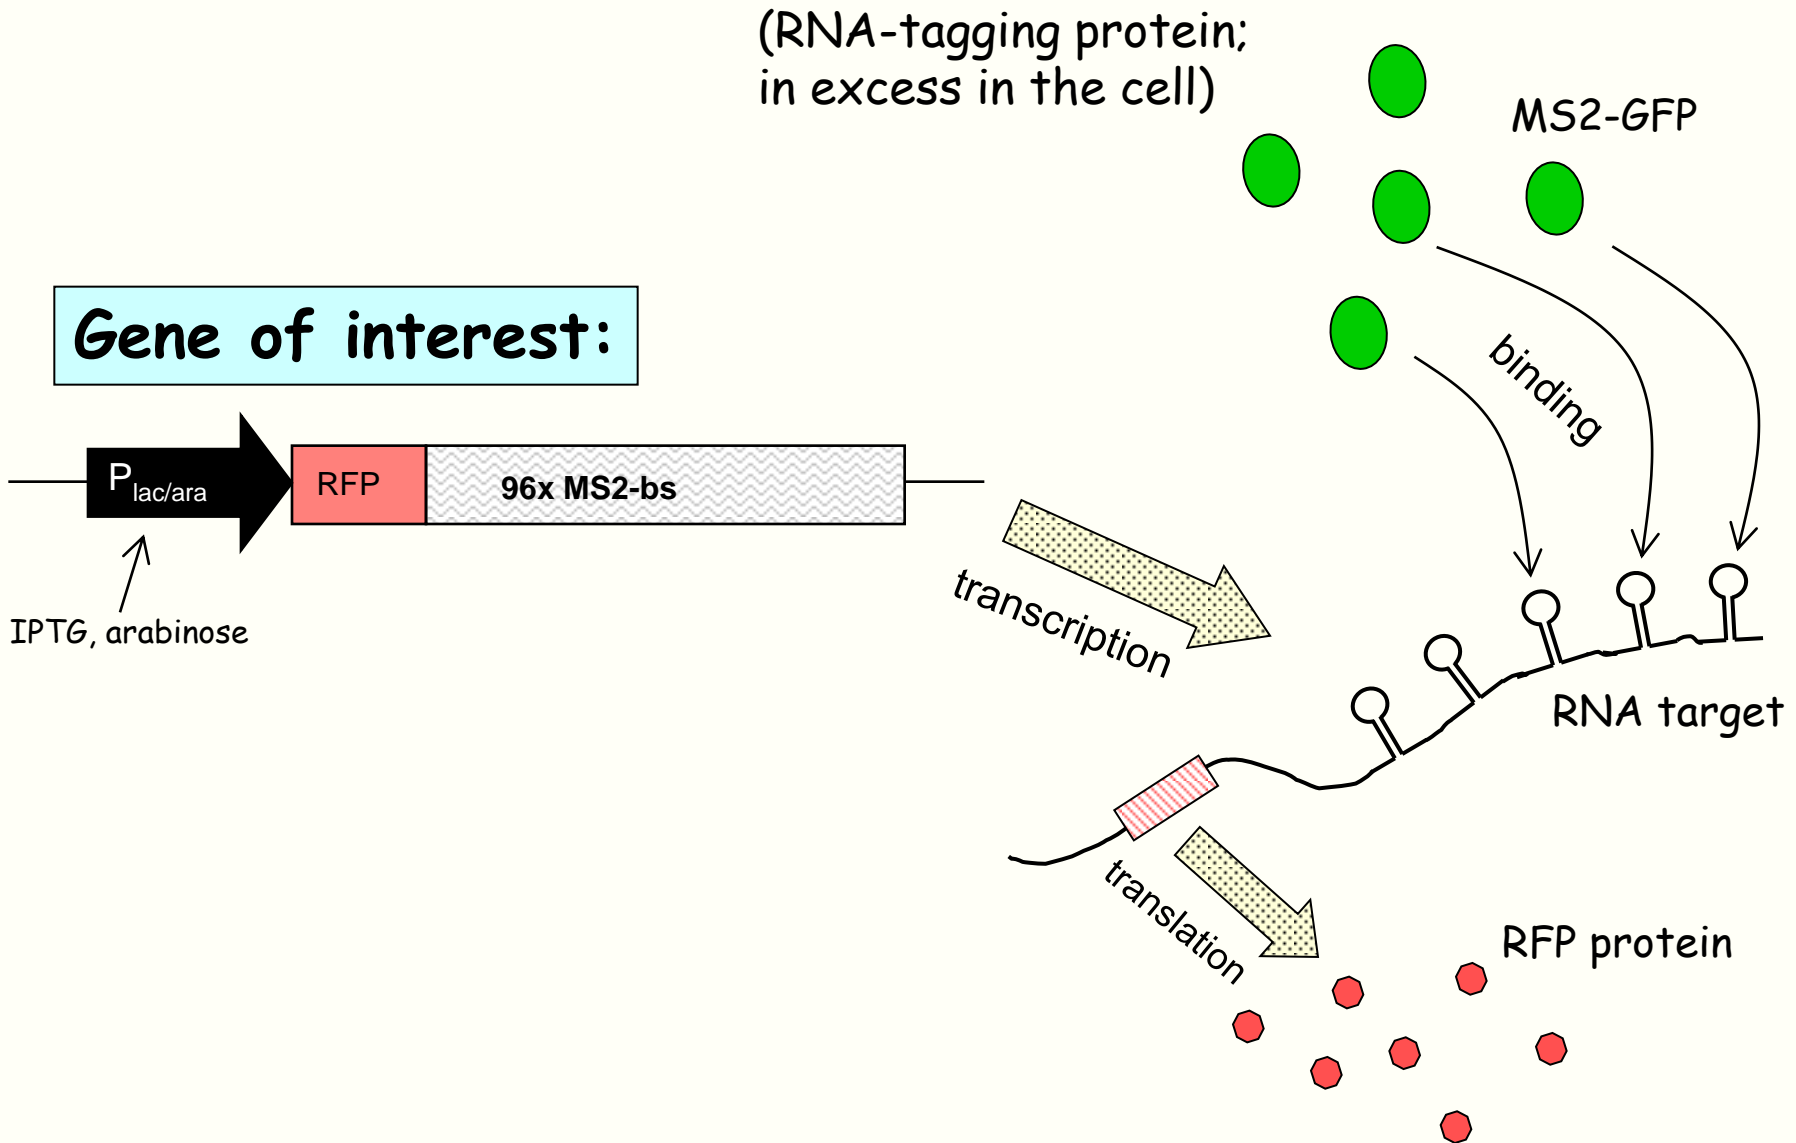 (RNA-tagging protein;
in excess in the cell)
MS2-GFP
Gene of interest:
binding
Plac/ara
RFP
96x MS2-bs
IPTG, arabinose
transcription
RNA target
translation
RFP protein